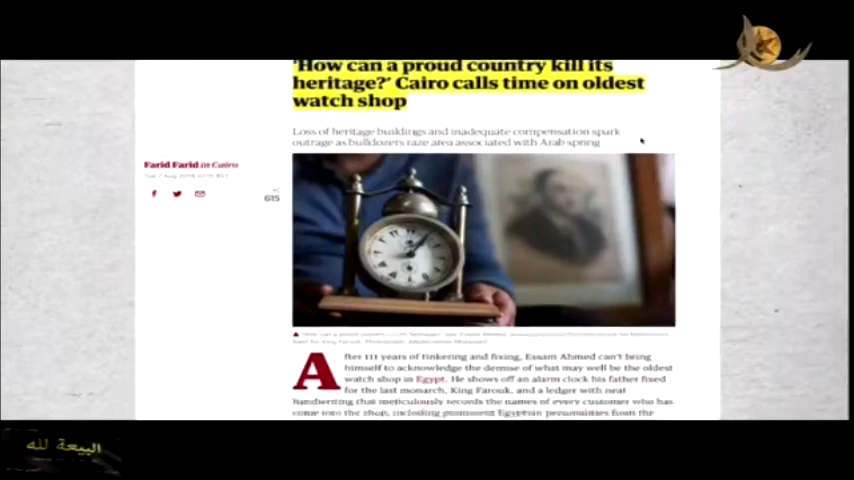 'How can a proud country kill its
heritage?' Cairo calls time on oldest
watch shop
Loss of heritage buildings and inadequate compensation spark
outrage as bulldozers raze area associated with Arab spring
Farid Farid in Cairo
615
After 111 years of tinkering and fixing, Essam Ahmed can't bring
himself to acknowledge the demise of what may well be the oldest
watch shop in Egypt. He shows off an alarm clock his father fixed
for the last monarch, King Farouk, and a ledger with neat
handwriting that meticulously records the names of every customer who has
come into the shop, including prominent Egyptian personalities from the
البيعة لله